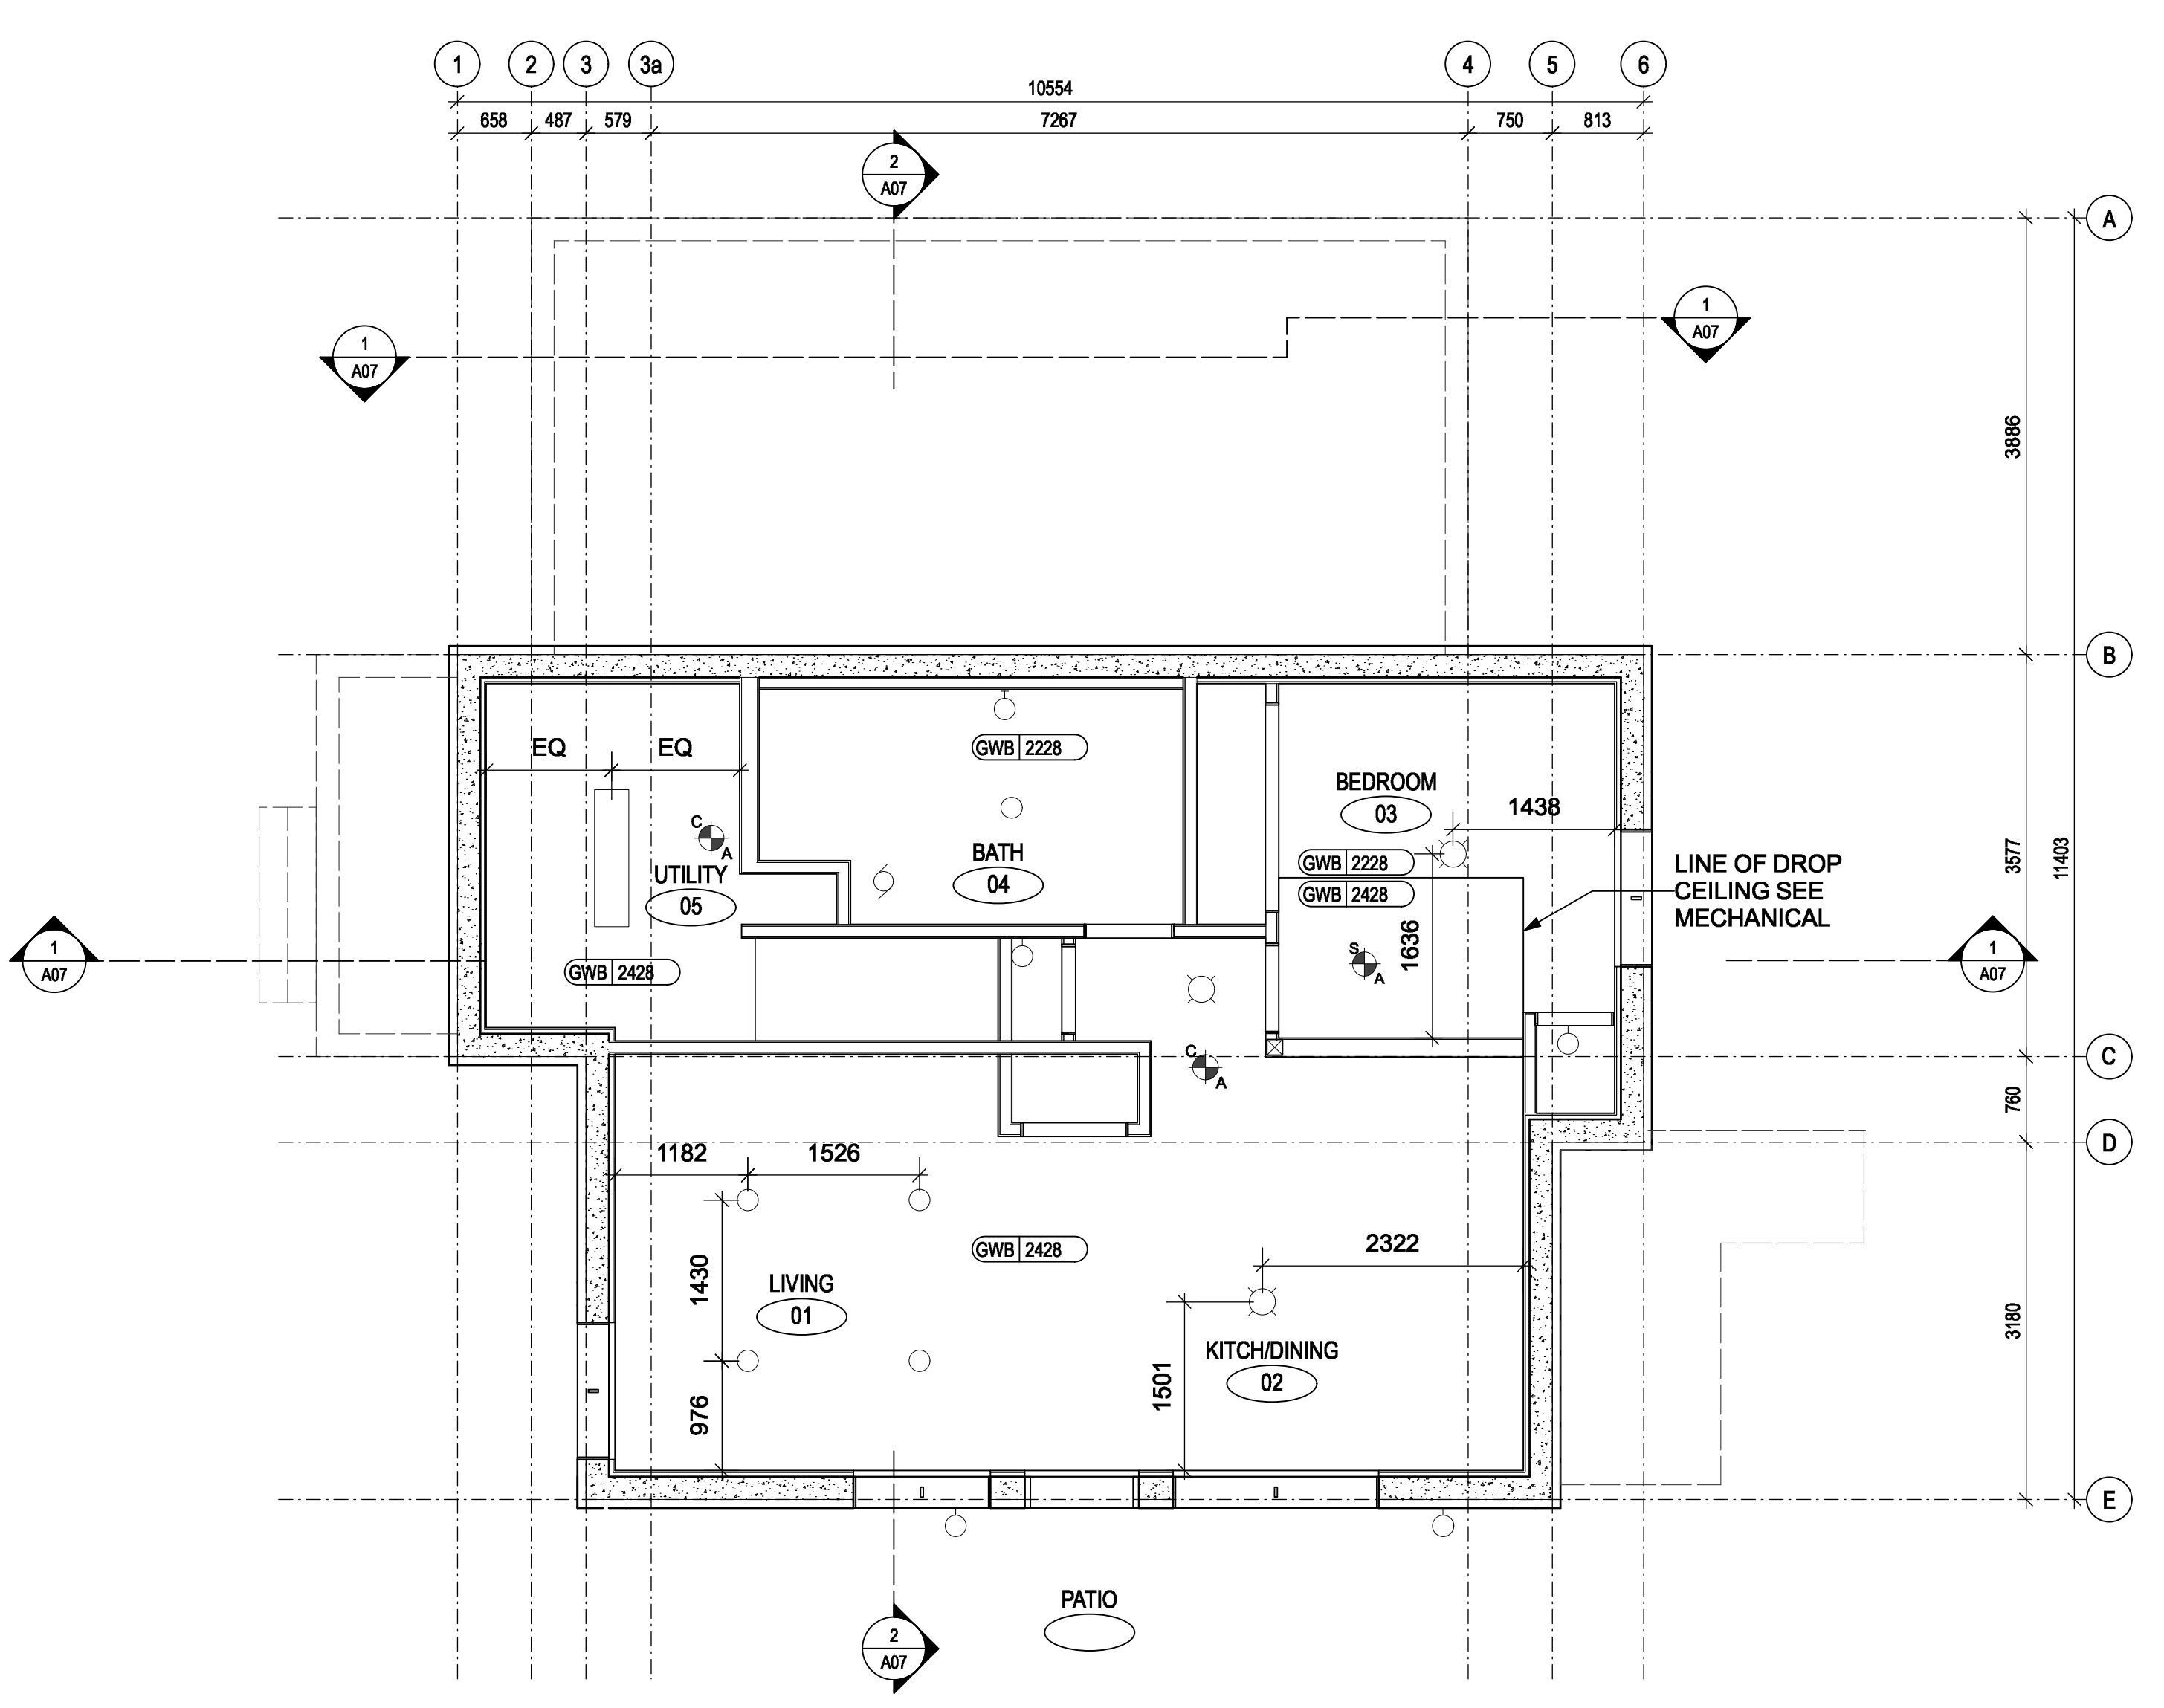 1 2 3 3a 4 5 6
10554
658 487 579 7267 750 813
2
A07
A
1
A07
1
A07
3886
B
EQ EQ
GWB 2228
BEDROOM
03
1438
C
A
UTILITY
05
BATH
04
GWB 2228
GWB 2428
LINE OF DROP
CEILING SEE
MECHANICAL
3577
11403
1636
S
A
1
A07
GWB 2428
1
A07
C
A
C
760
D
1182 1526
1430
GWB 2428
2322
LIVING
01
1501
KITCH/DINING
02
3180
976
E
PATIO
2
A07